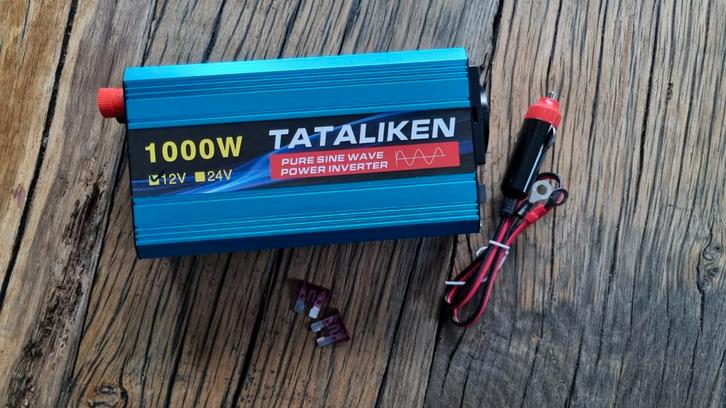 1000W
12V 24V
TATALIKEN
PURE SINE WAVE
POWER INVERTER